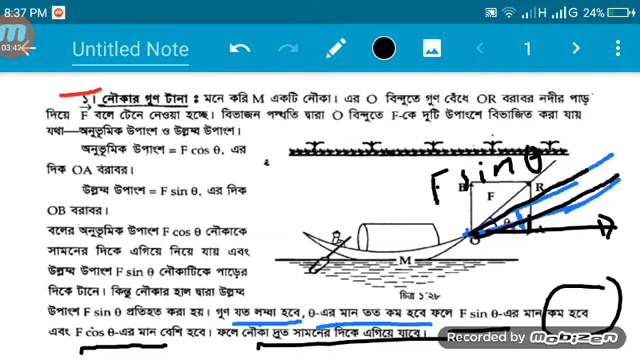 8:37 PM
H
G 24%
M
03:42
Untitled Note
1
১। নৌকার গুণ টানা : মনে করি M একটি নৌকা। এর O বিন্দুতে গুণ বেঁধে OR বরাবর নদীর পাড়
দিয়ে F বলে টেনে নেওয়া হচ্ছে। বিভাজন পদ্ধতি দ্বারা O বিন্দুতে F-কে দুটি উপাংশে বিভাজিত করা যায়
যথা—অনুভূমিক উপাংশ ও উল্লম্ব উপাংশ।
অনুভূমিক উপাংশ = F cos θ, এর
দিক OA বরাবর।
উল্লম্ব উপাংশ = F sin θ, এর দিক
OB বরাবর।
বলের অনুভূমিক উপাংশ F cos θ নৌকাকে
সামনের দিকে এগিয়ে নিয়ে যায় এবং
উল্লম্ব উপাংশ F sin θ নৌকাটিকে পাড়ের
দিকে টানে। কিন্তু নৌকার হাল দ্বারা উল্লম্ব
উপাংশ F sin θ প্রতিহত করা হয়। গুণ যত লম্বা হবে, θ-এর মান তত কম হবে ফলে F sin θ-এর মান কম হবে
এবং F cos θ-এর মান বেশি হবে। ফলে নৌকা দ্রুত সামনের দিকে এগিয়ে যাবে।
F sin θ
B
R
F
θ
O
M
চিত্র ১.২৮
RECORDED WITH
MOBIZEN